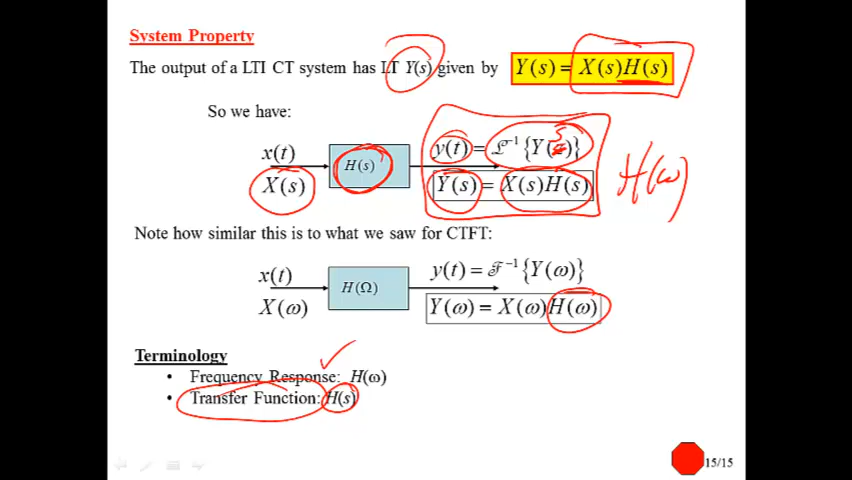 System Property
The output of a LTI CT system has LT Y(s) given by Y(s) = X(s)H(s)
So we have:
x(t) H(s) y(t) = ℒ⁻¹{Y(s)}
X(s) Y(s) = X(s)H(s) H(ω)
Note how similar this is to what we saw for CTFT:
x(t) H(Ω) y(t) = ℱ⁻¹{Y(ω)}
X(ω) Y(ω) = X(ω)H(ω)
Terminology
• Frequency Response: H(ω)
• Transfer Function: H(s)
15/15